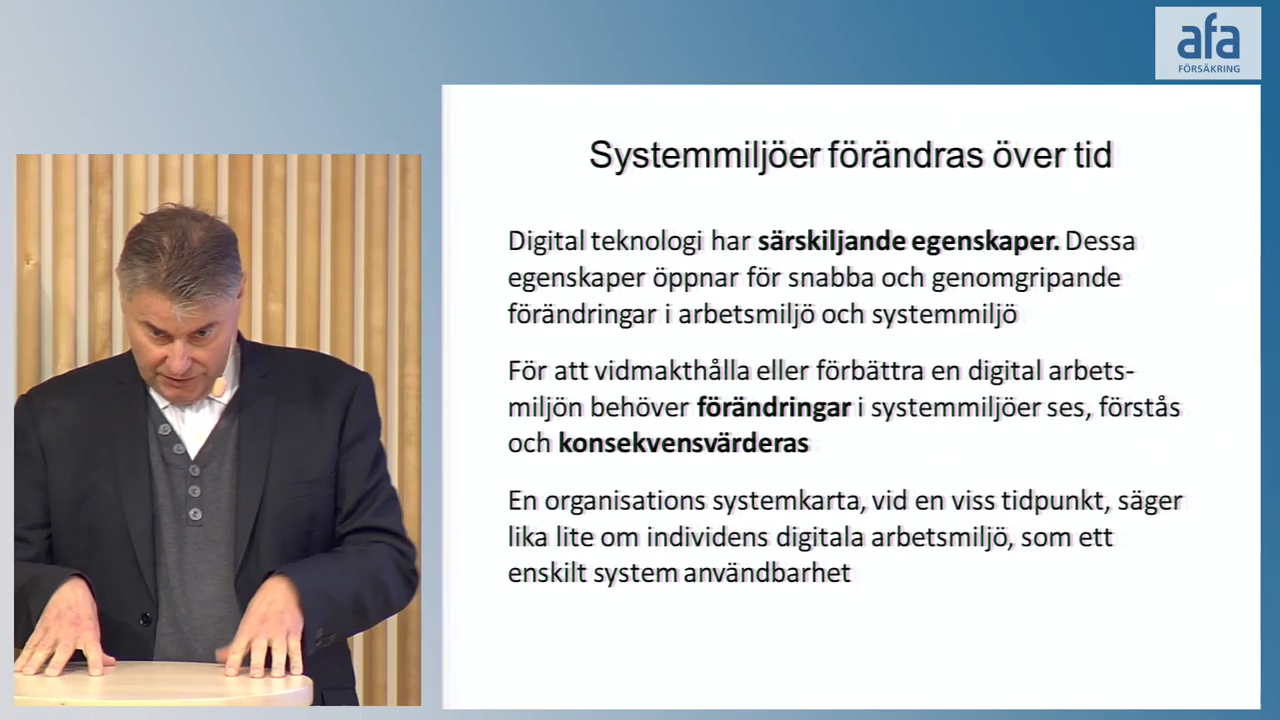 afa
FÖRSÄKRING
Systemmiljöer förändras över tid
Digital teknologi har särskiljande egenskaper. Dessa
egenskaper öppnar för snabba och genomgripande
förändringar i arbetsmiljö och systemmiljö
För att vidmakthålla eller förbättra en digital arbets-
miljön behöver förändringar i systemmiljöer ses, förstås
och konsekvensvärderas
En organisations systemkarta, vid en viss tidpunkt, säger
lika lite om individens digitala arbetsmiljö, som ett
enskilt system användbarhet